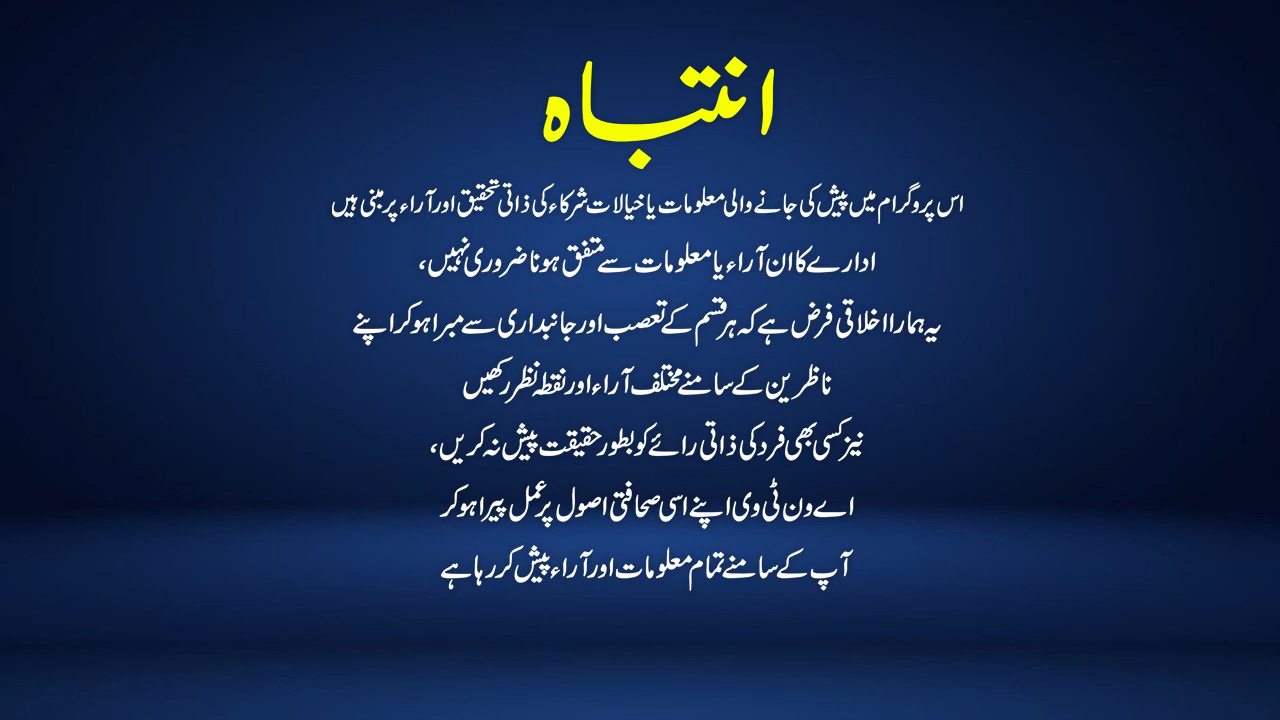 انتباہ
اس پروگرام میں پیش کی جانے والی معلومات یا خیالات شرکاء کی ذاتی تحقیق اور آراء پر مبنی ہیں
ادارے کا ان آراء یا معلومات سے متفق ہونا ضروری نہیں،
یہ ہمارا اخلاقی فرض ہے کہ ہر قسم کے تعصب اور جانبداری سے مبرا ہو کر اپنے
ناظرین کے سامنے مختلف آراء اور نقطہ نظر رکھیں
نیز کسی بھی فرد کی ذاتی رائے کو بطور حقیقت پیش نہ کریں،
اے ون ٹی وی اپنے اسی صحافتی اصول پر عمل پیرا ہو کر
آپ کے سامنے تمام معلومات اور آراء پیش کر رہا ہے